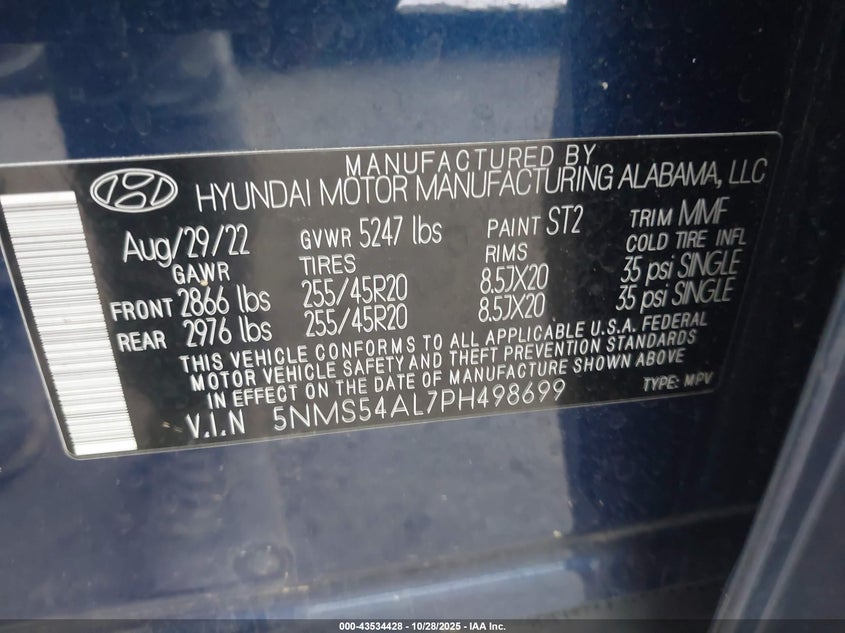 MANUFACTURED BY
HYUNDAI MOTOR MANUFACTURING ALABAMA, LLC
Aug/29/22 GVWR 5247 lbs PAINT ST2 TRIM MMF
GAWR TIRES RIMS COLD TIRE INFL
FRONT 2866 lbs 255/45R20 8.5JX20 35 psi SINGLE
REAR 2976 lbs 255/45R20 8.5JX20 35 psi SINGLE
THIS VEHICLE CONFORMS TO ALL APPLICABLE U.S.A. FEDERAL
MOTOR VEHICLE SAFETY AND THEFT PREVENTION STANDARDS
IN EFFECT ON THE DATE OF MANUFACTURE SHOWN ABOVE
V.I.N 5NMS54AL7PH498699 TYPE: MPV
000-43534428 - 10/28/2025 - IAA Inc.